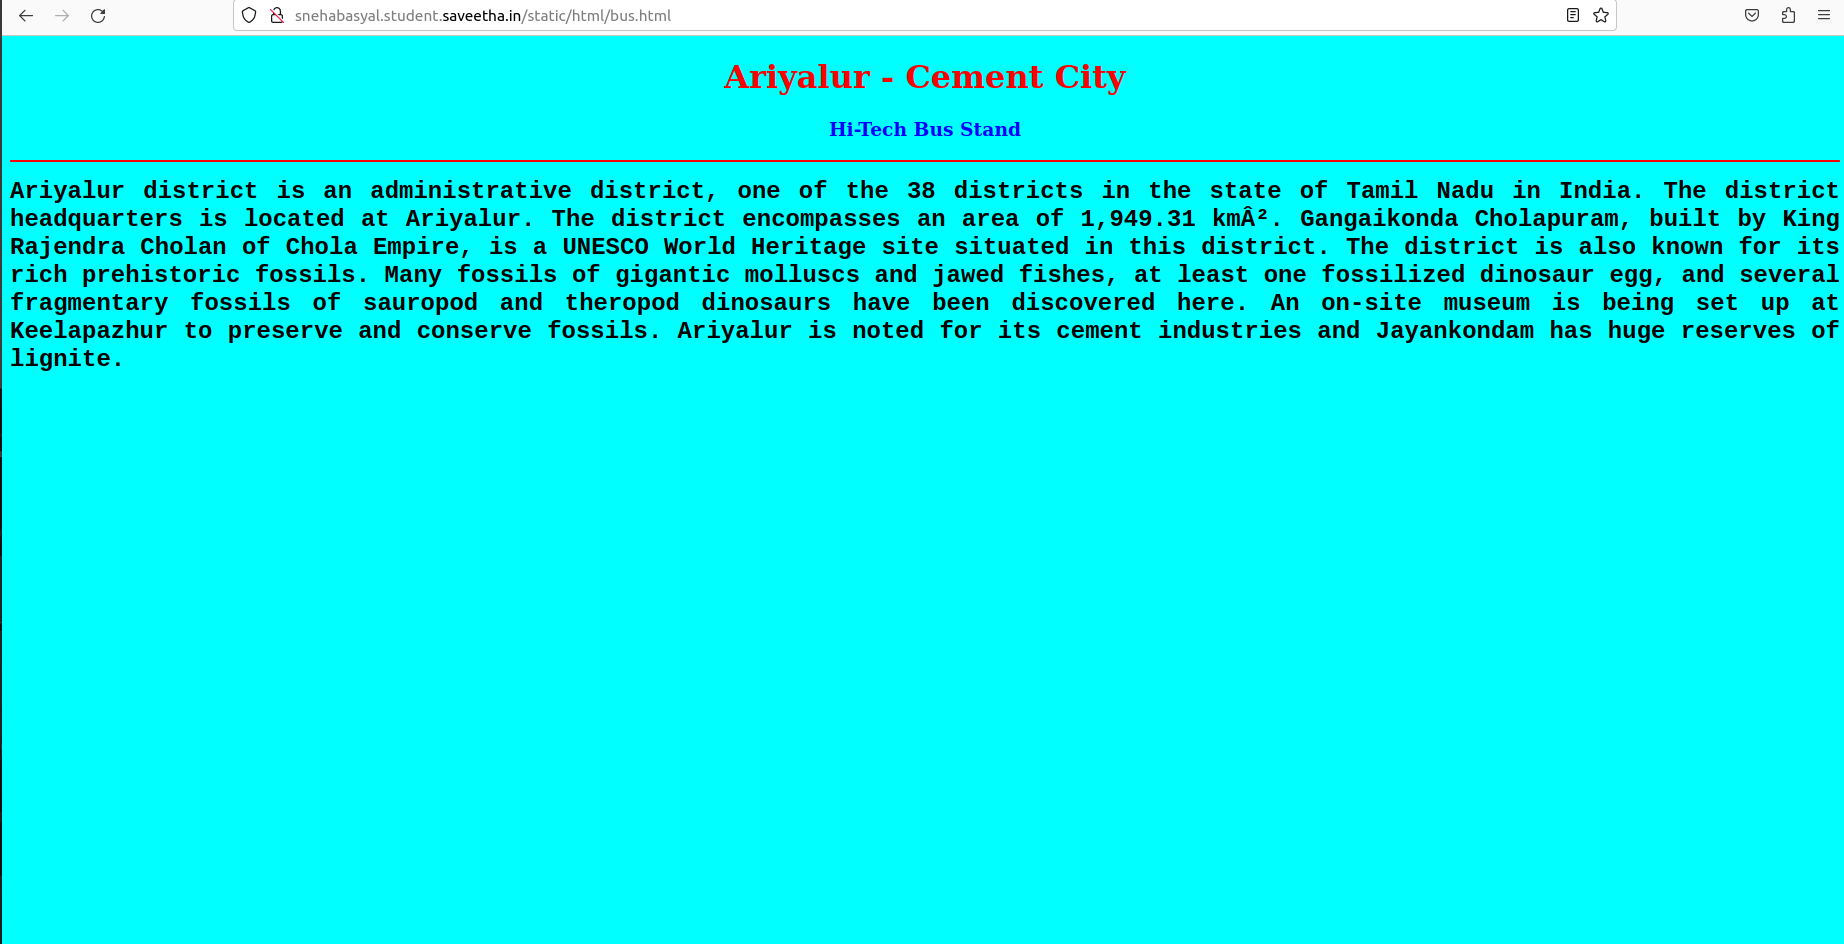 snehabasyal.student.saveetha.in/static/html/bus.html
Ariyalur - Cement City
Hi-Tech Bus Stand
Ariyalur district is an administrative district, one of the 38 districts in the state of Tamil Nadu in India. The district
headquarters is located at Ariyalur. The district encompasses an area of 1,949.31 kmÂ². Gangaikonda Cholapuram, built by King
Rajendra Cholan of Chola Empire, is a UNESCO World Heritage site situated in this district. The district is also known for its
rich prehistoric fossils. Many fossils of gigantic molluscs and jawed fishes, at least one fossilized dinosaur egg, and several
fragmentary fossils of sauropod and theropod dinosaurs have been discovered here. An on-site museum is being set up at
Keelapazhur to preserve and conserve fossils. Ariyalur is noted for its cement industries and Jayankondam has huge reserves of
lignite.